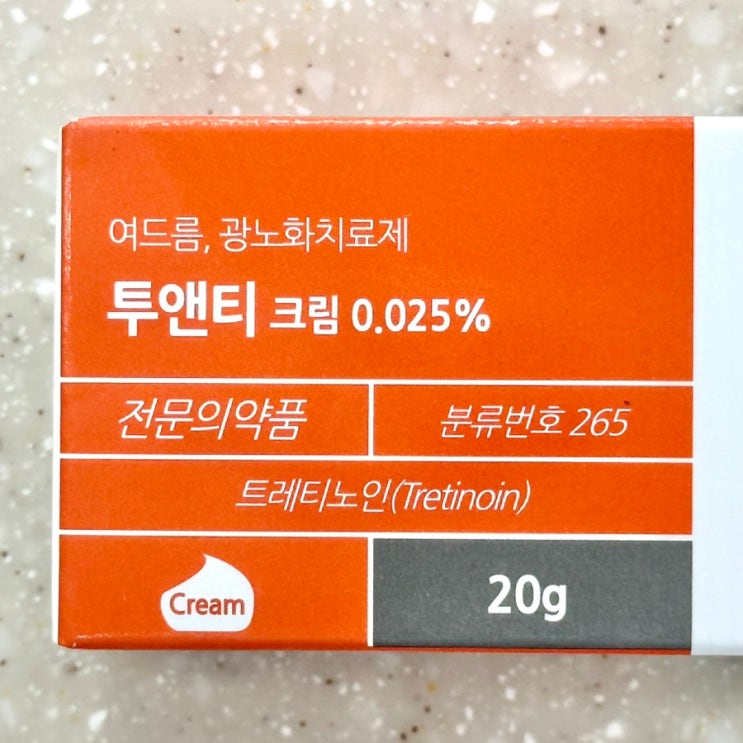 여드름, 광노화치료제
투앤티 크림 0.025%
전문의약품
분류번호 265
트레티노인(Tretinoin)
Cream
20g